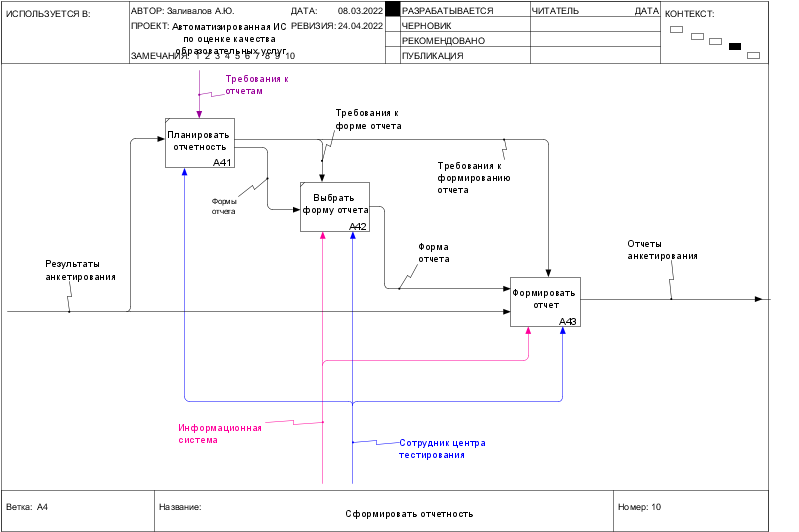 ИСПОЛЬЗУЕТСЯ В:
АВТОР: Заливалов А.Ю.
ДАТА: 08.03.2022
РАЗРАБАТЫВАЕТСЯ
ЧИТАТЕЛЬ
ДАТА
КОНТЕКСТ:
ПРОЕКТ: Автоматизированная ИС
по оценке качества
образовательных услуг
РЕВИЗИЯ: 24.04.2022
ЧЕРНОВИК
РЕКОМЕНДОВАНО
ЗАМЕЧАНИЯ: 1 2 3 4 5 6 7 8 9 10
ПУБЛИКАЦИЯ
Требования к
отчетам
Требования к
форме отчета
Планировать
отчетность
A41
Требования к
формированию
отчета
Формы
отчета
Выбрать
форму отчета
A42
Форма
отчета
Отчеты
анкетирования
Результаты
анкетирования
Формировать
отчет
A43
Информационная
система
Сотрудник центра
тестирования
Ветка: A4
Название:
Сформировать отчетность
Номер: 10